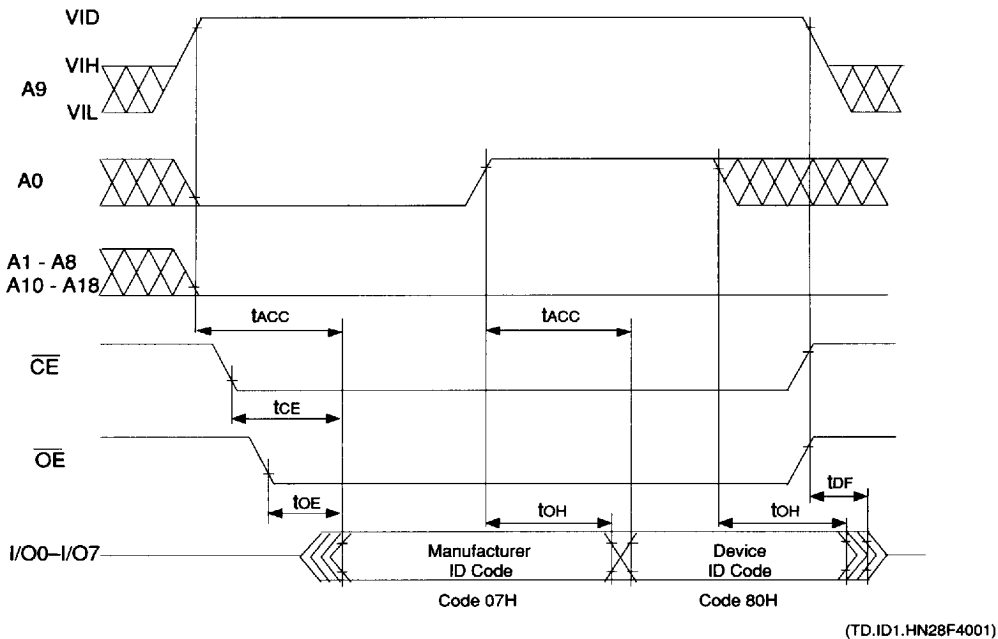 VID
VIH
A9
VIL
A0
A1 - A8
A10 - A18
tACC
tACC
CE
tCE
OE
tOE
tOH
tDF
tOH
I/O0–I/O7
Manufacturer
ID Code
Device
ID Code
Code 07H
Code 80H
(TD.ID1.HN28F4001)